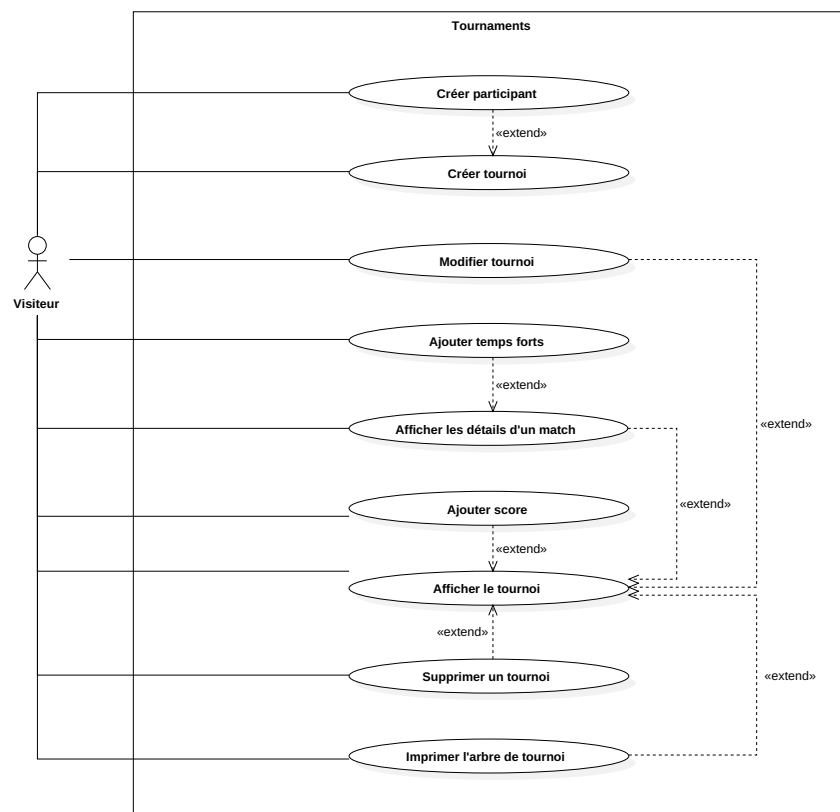 Tournaments
Créer participant
«extend»
Créer tournoi
Modifier tournoi
Visiteur
Ajouter temps forts
«extend»
Afficher les détails d'un match
«extend»
«extend»
Ajouter score
«extend»
Afficher le tournoi
«extend»
Supprimer un tournoi
«extend»
Imprimer l'arbre de tournoi